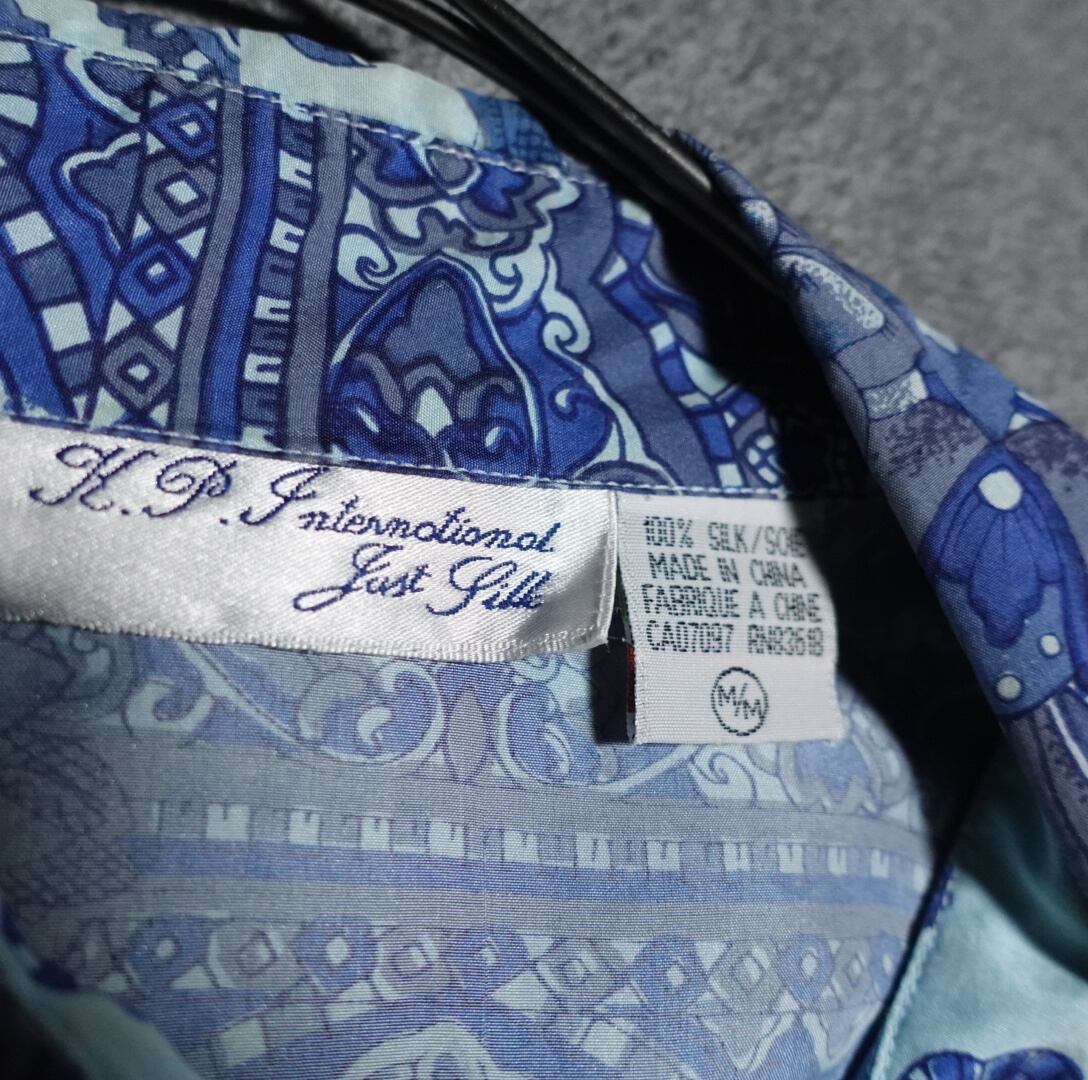 K.P. International
Just Silk
100% SILK/SOIE
MADE IN CHINA
FABRIQUE A CHINE
CA07097 RN83618
M/M